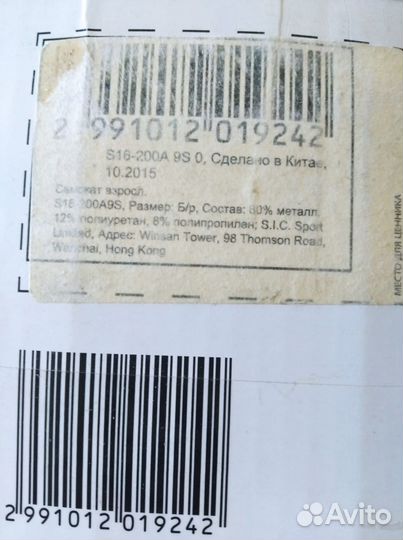 2 991012 019242
S16-200A 9S 0, Сделано в Китае,
10.2015
Самокат взросл.
S16-200A9S, Размер: Б/р, Состав: 80% металл,
12% полиуретан, 8% полипропилен; S.I.C. Sport
Limited, Адрес: Winsan Tower, 98 Thomson Road,
Wanchai, Hong Kong
МЕСТО ДЛЯ ЦЕННИКА
2 991012 019242
Avito